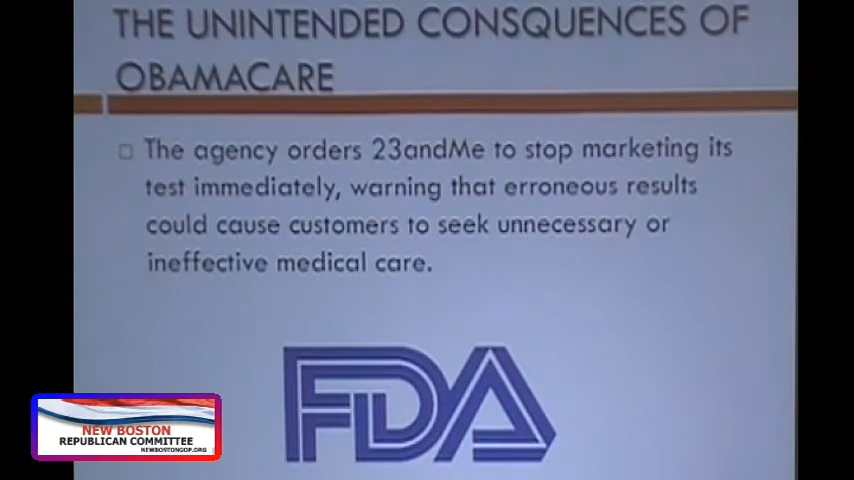 THE UNINTENDED CONSQUENCES OF
OBAMACARE
The agency orders 23andMe to stop marketing its
test immediately, warning that erroneous results
could cause customers to seek unnecessary or
ineffective medical care.
FDA
NEW BOSTON
REPUBLICAN COMMITTEE
NEWBOSTONGOP.ORG